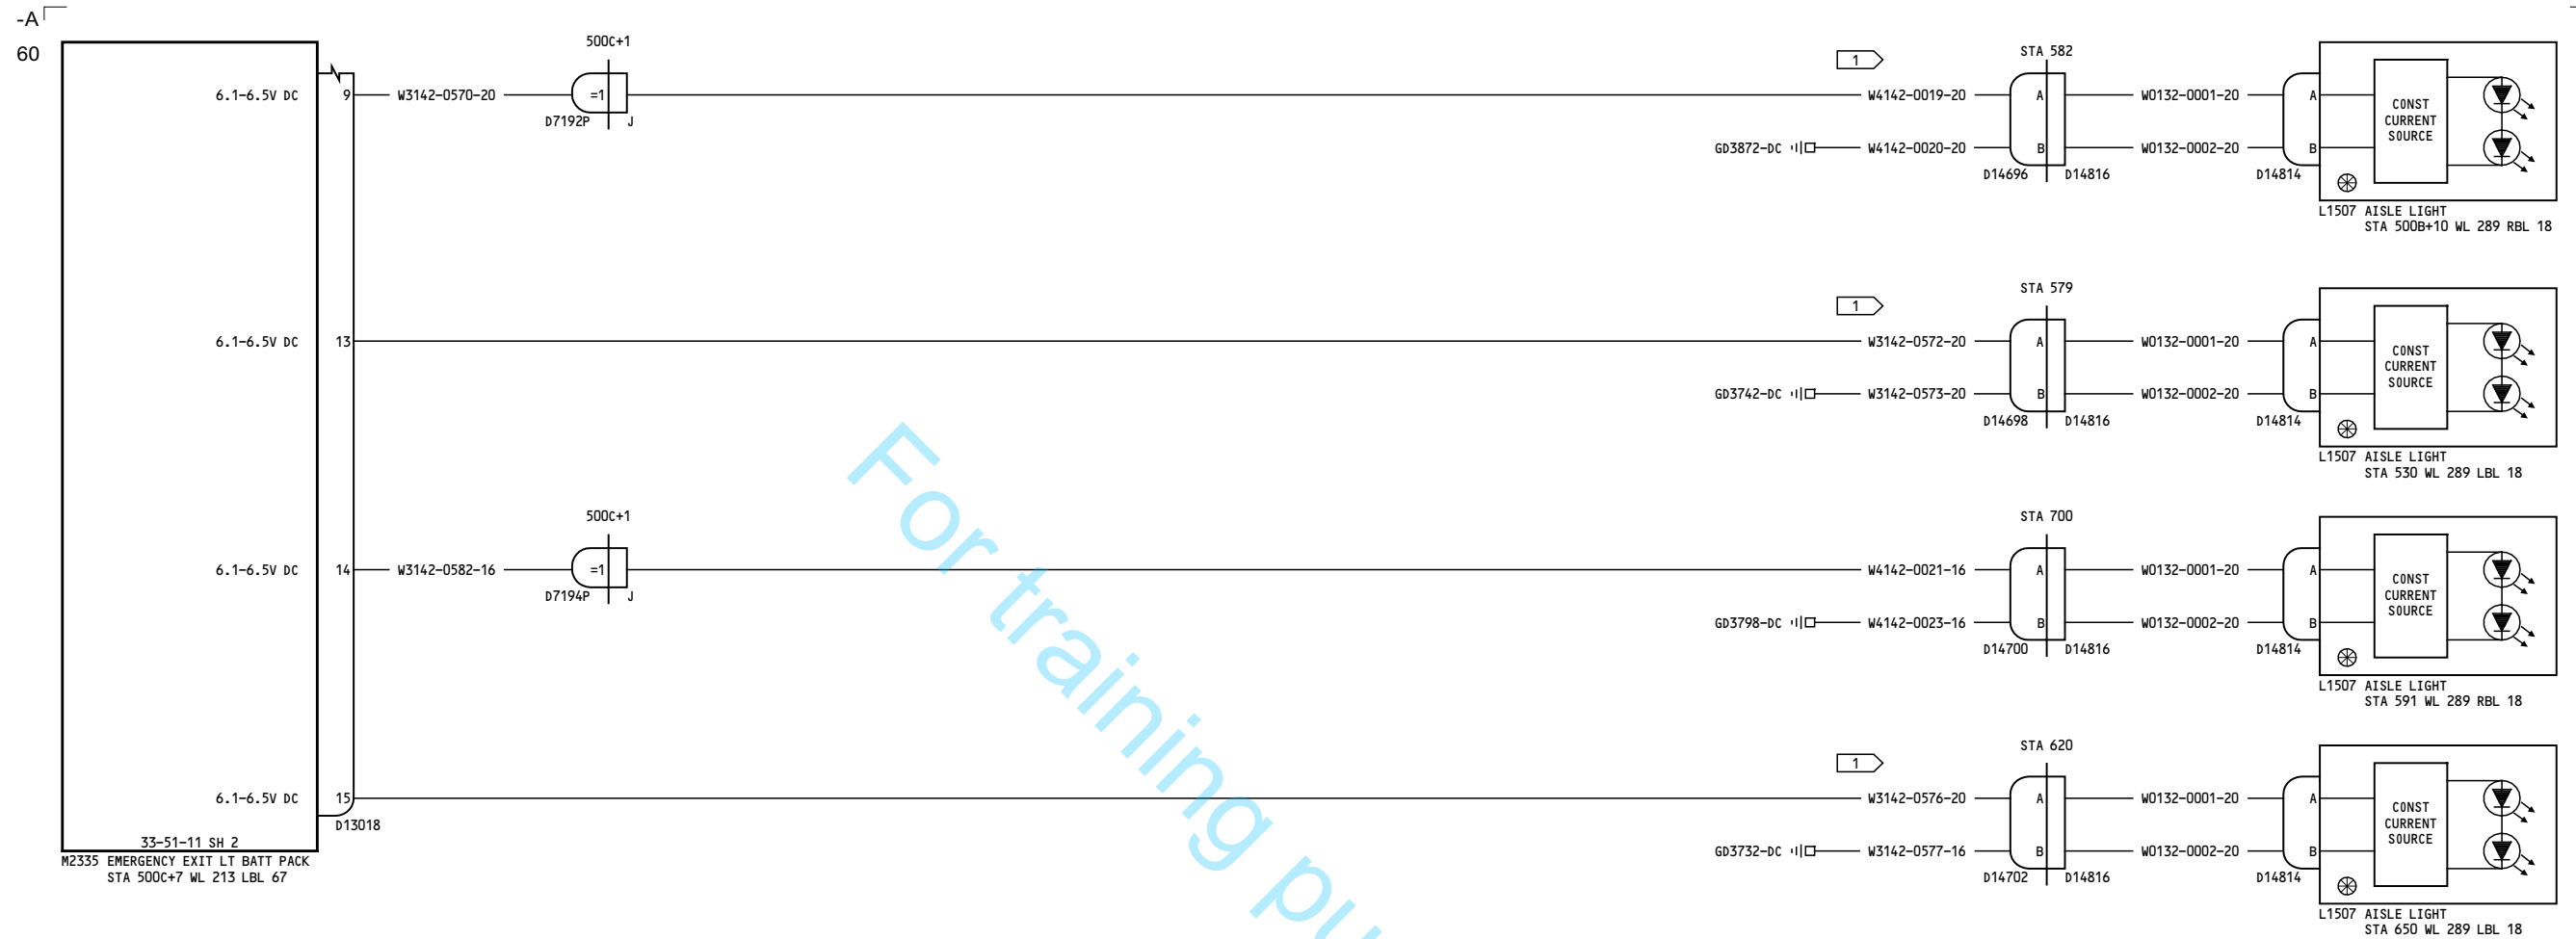 -A
60
500C+1
6.1-6.5V DC 9 W3142-0570-20 =1
D7192P J
1
STA 582
W4142-0019-20 A W0132-0001-20 A
GD3872-DC W4142-0020-20 B W0132-0002-20 B
D14696 D14816 D14814
CONST
CURRENT
SOURCE
L1507 AISLE LIGHT
STA 500B+10 WL 289 RBL 18
6.1-6.5V DC 13
1
STA 579
W3142-0572-20 A W0132-0001-20 A
GD3742-DC W3142-0573-20 B W0132-0002-20 B
D14698 D14816 D14814
CONST
CURRENT
SOURCE
L1507 AISLE LIGHT
STA 530 WL 289 LBL 18
500C+1
6.1-6.5V DC 14 W3142-0582-16 =1
D7194P J
STA 700
W4142-0021-16 A W0132-0001-20 A
GD3798-DC W4142-0023-16 B W0132-0002-20 B
D14700 D14816 D14814
CONST
CURRENT
SOURCE
L1507 AISLE LIGHT
STA 591 WL 289 RBL 18
6.1-6.5V DC 15
D13018
1
STA 620
W3142-0576-20 A W0132-0001-20 A
GD3732-DC W3142-0577-16 B W0132-0002-20 B
D14702 D14816 D14814
CONST
CURRENT
SOURCE
L1507 AISLE LIGHT
STA 650 WL 289 LBL 18
33-51-11 SH 2
M2335 EMERGENCY EXIT LT BATT PACK
STA 500C+7 WL 213 LBL 67
For training